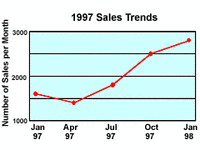 1997 Sales Trends
Number of Sales per Month
3000
2000
1000
Jan Apr Jul Oct Jan
97 97 97 97 98